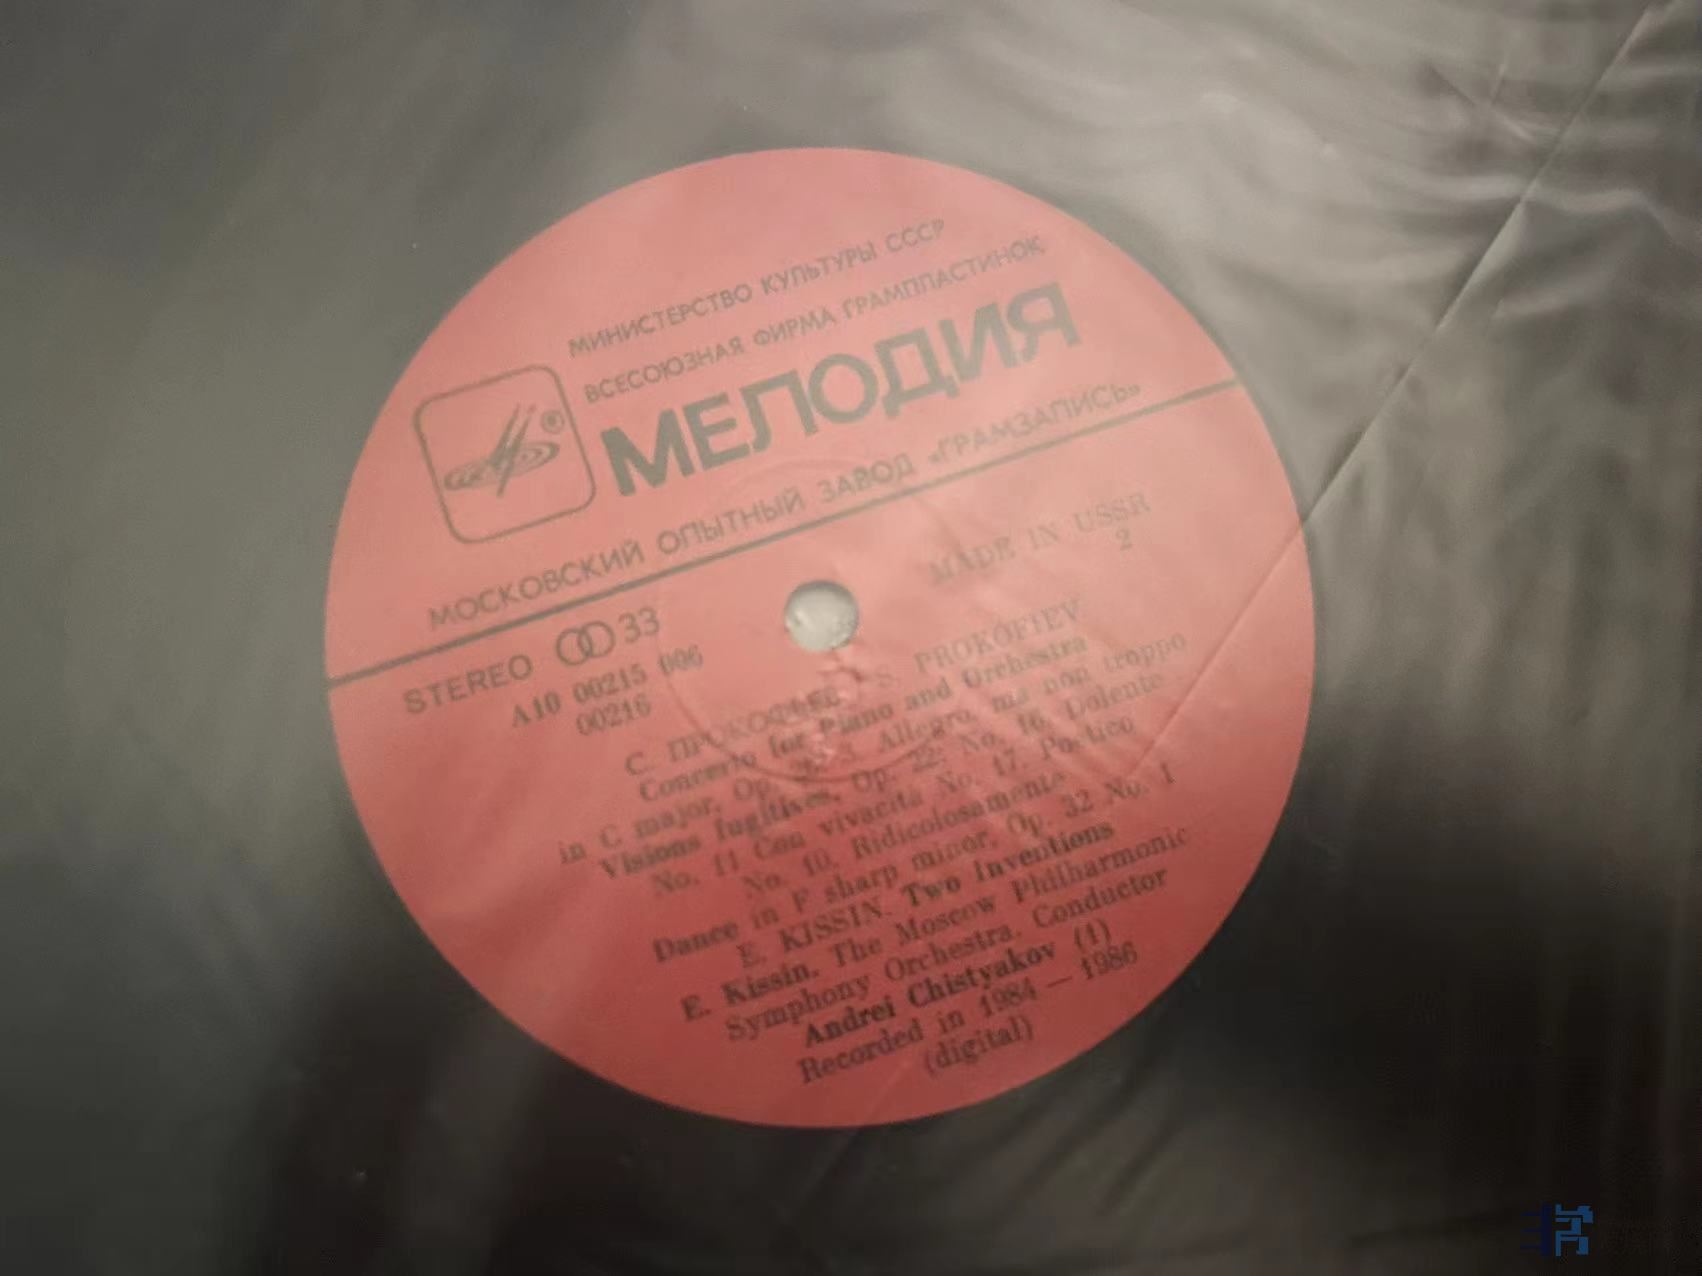 МИНИСТЕРСТВО КУЛЬТУРЫ СССР
ВСЕСОЮЗНАЯ ФИРМА ГРАМПЛАСТИНОК
МЕЛОДИЯ
®
МОСКОВСКИЙ ОПЫТНЫЙ ЗАВОД «ГРАМЗАПИСЬ»
MADE IN USSR
2
STEREO 33
A10 00215 006
00216
С. ПРОКОФЬЕВ S. PROKOFIEV
Concerto for Piano and Orchestra
in C major, Op. 3. Allegro, ma non troppo
Visions fugitives, Op. 22: No. 16. Dolente
No. 11 Con vivacità No. 17. Poetico
No. 10. Ridicolosamente
Dance in F sharp minor, Op. 32 No. 1
E. KISSIN. Two Inventions
E. Kissin. The Moscow Philharmonic
Symphony Orchestra. Conductor
Andrei Chistyakov (1)
Recorded in 1984 — 1986
(digital)